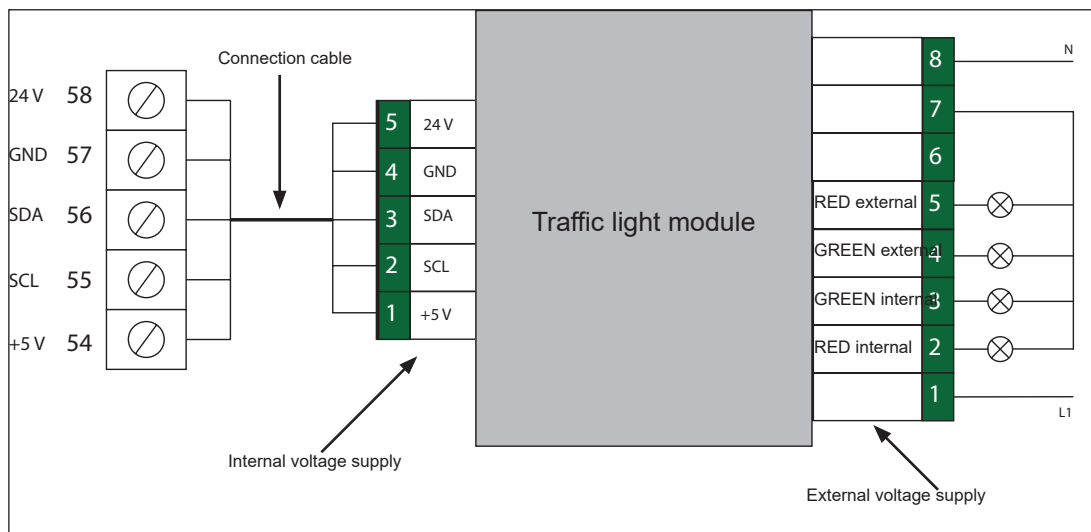 Connection cable
24 V 58
GND 57
SDA 56
SCL 55
+5 V 54
5 24 V
4 GND
3 SDA
2 SCL
1 +5 V
Internal voltage supply
Traffic light module
8 N
7
6
RED external 5
GREEN external 4
GREEN internal 3
RED internal 2
1 L1
External voltage supply